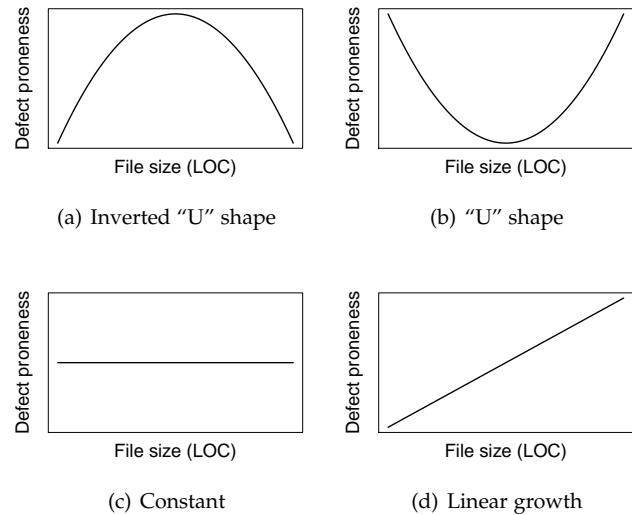 Defect proneness
File size (LOC)
(a) Inverted “U” shape
Defect proneness
File size (LOC)
(b) “U” shape
Defect proneness
File size (LOC)
(c) Constant
Defect proneness
File size (LOC)
(d) Linear growth